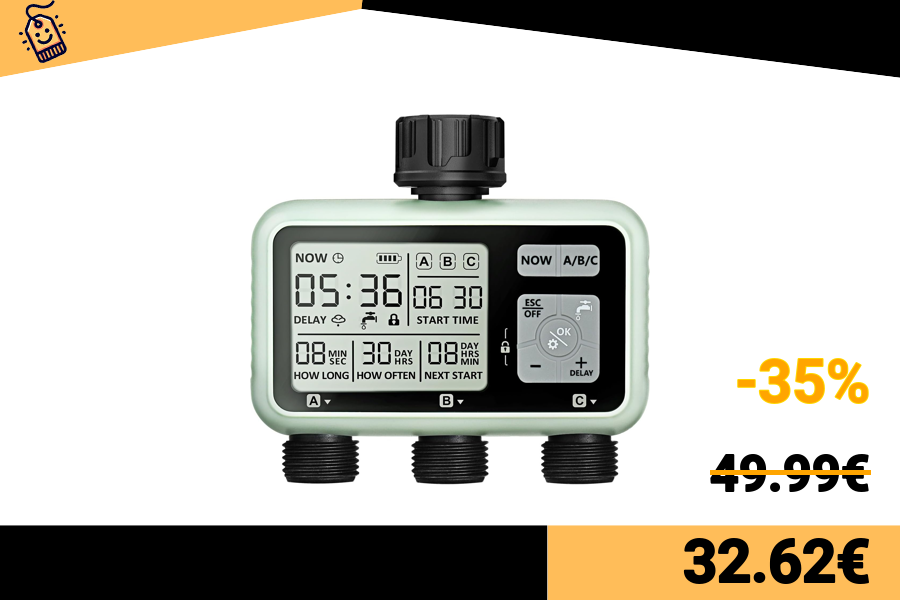 NOW
A B C
05:36
06 30
DELAY
START TIME
08 MIN SEC
30 DAY HRS
08 DAY HRS MIN
HOW LONG
HOW OFTEN
NEXT START
NOW
A/B/C
ESC
OFF
OK
−
+
DELAY
A
B
C
-35%
49.99€
32.62€